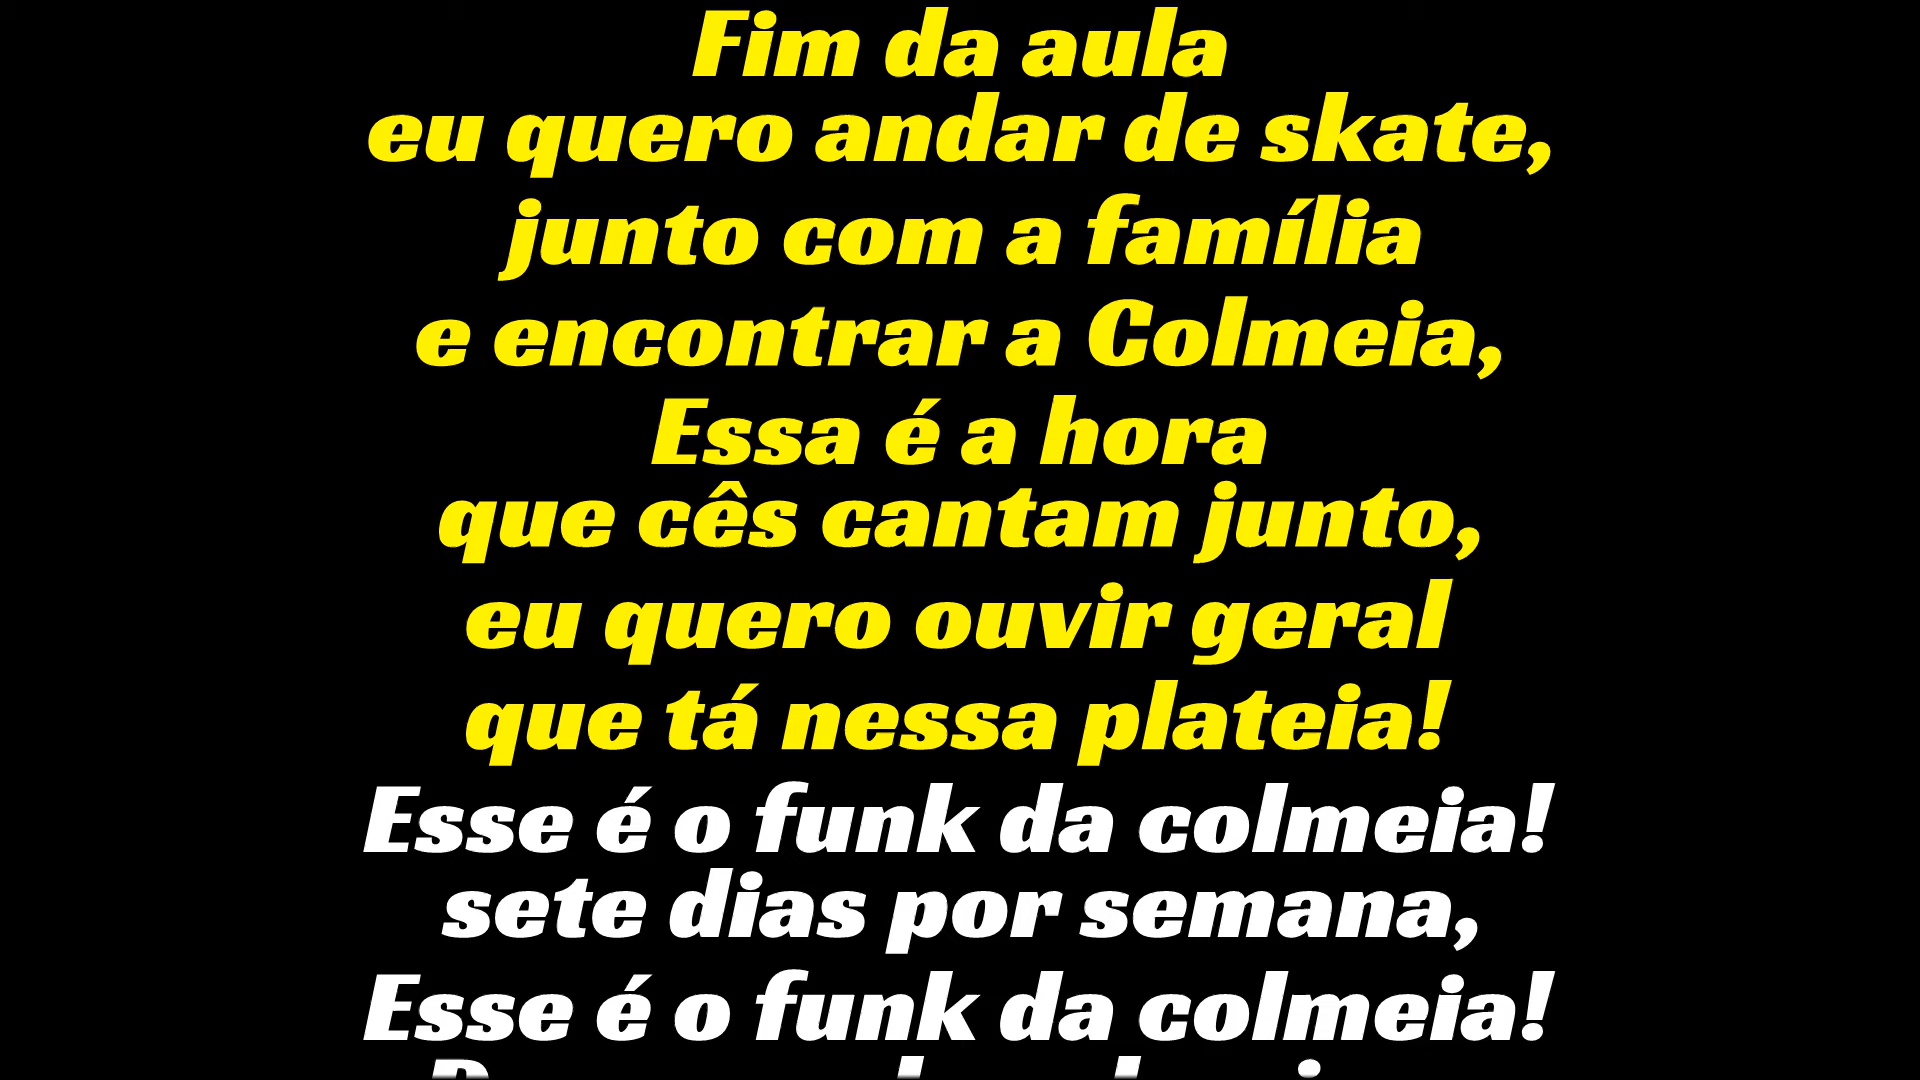 Fim da aula
eu quero andar de skate,
junto com a família
e encontrar a Colmeia,
Essa é a hora
que cês cantam junto,
eu quero ouvir geral
que tá nessa plateia!
Esse é o funk da colmeia!
sete dias por semana,
Esse é o funk da colmeia!